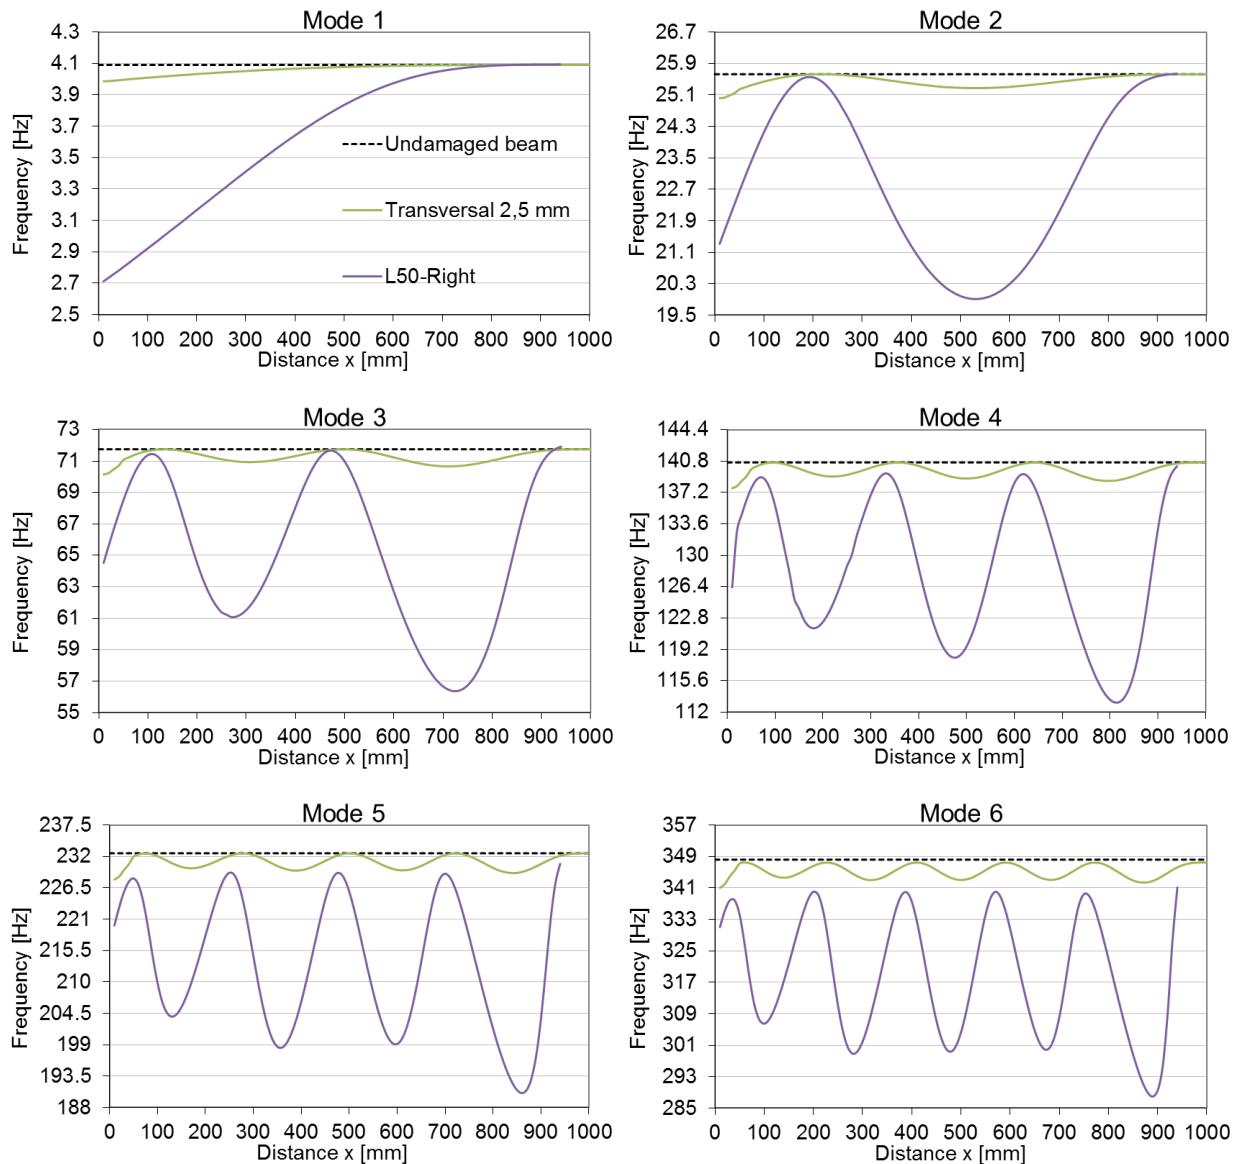 Mode 1
Frequency [Hz]
4.3
4.1
3.9
3.7
3.5
3.3
3.1
2.9
2.7
2.5
Undamaged beam
Transversal 2,5 mm
L50-Right
0 100 200 300 400 500 600 700 800 900 1000
Distance x [mm]
Mode 2
Frequency [Hz]
26.7
25.9
25.1
24.3
23.5
22.7
21.9
21.1
20.3
19.5
0 100 200 300 400 500 600 700 800 900 1000
Distance x [mm]
Mode 3
Frequency [Hz]
73
71
69
67
65
63
61
59
57
55
0 100 200 300 400 500 600 700 800 900 1000
Distance x [mm]
Mode 4
Frequency [Hz]
144.4
140.8
137.2
133.6
130
126.4
122.8
119.2
115.6
112
0 100 200 300 400 500 600 700 800 900 1000
Distance x [mm]
Mode 5
Frequency [Hz]
237.5
232
226.5
221
215.5
210
204.5
199
193.5
188
0 100 200 300 400 500 600 700 800 900 1000
Distance x [mm]
Mode 6
Frequency [Hz]
357
349
341
333
325
317
309
301
293
285
0 100 200 300 400 500 600 700 800 900 1000
Distance x [mm]